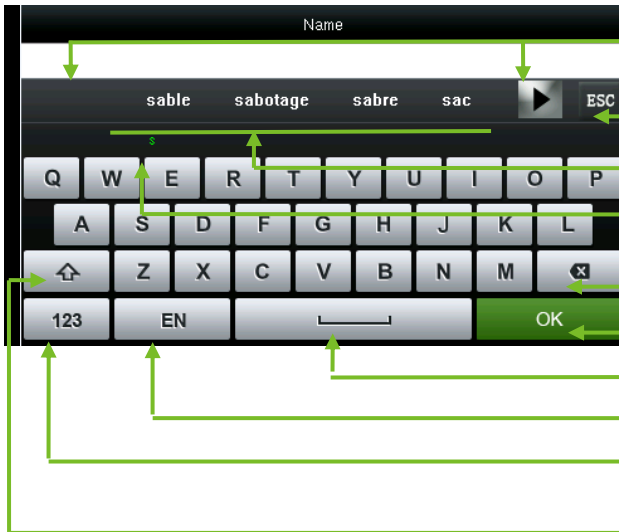 Name
sable sabotage sabre sac ESC
s
Q W E R T Y U I O P
A S D F G H J K L
Z X C V B N M
123 EN OK